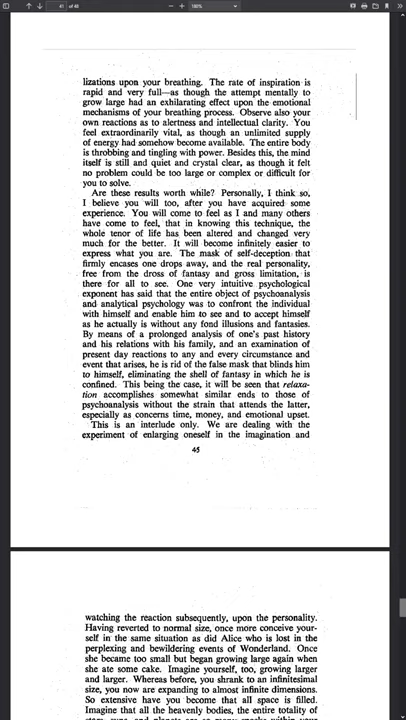 41 of 48
180%
lizations upon your breathing. The rate of inspiration is
rapid and very full—as though the attempt mentally to
grow large had an exhilarating effect upon the emotional
mechanisms of your breathing process. Observe also your
own reactions as to alertness and intellectual clarity. You
feel extraordinarily vital, as though an unlimited supply
of energy had somehow become available. The entire body
is throbbing and tingling with power. Besides this, the mind
itself is still and quiet and crystal clear, as though it felt
no problem could be too large or complex or difficult for
you to solve.
Are these results worth while? Personally, I think so,
I believe you will too, after you have acquired some
experience. You will come to feel as I and many others
have come to feel, that in knowing this technique, the
whole tenor of life has been altered and changed very
much for the better. It will become infinitely easier to
express what you are. The mask of self-deception that
firmly encases one drops away, and the real personality,
free from the dross of fantasy and gross limitation, is
there for all to see. One very intuitive psychological
exponent has said that the entire object of psychoanalysis
and analytical psychology was to confront the individual
with himself and enable him to see and to accept himself
as he actually is without any fond illusions and fantasies.
By means of a prolonged analysis of one's past history
and his relations with his family, and an examination of
present day reactions to any and every circumstance and
event that arises, he is rid of the false mask that blinds him
to himself, eliminating the shell of fantasy in which he is
confined. This being the case, it will be seen that relaxa-
tion accomplishes somewhat similar ends to those of
psychoanalysis without the strain that attends the latter,
especially as concerns time, money, and emotional upset.
This is an interlude only. We are dealing with the
experiment of enlarging oneself in the imagination and
45
watching the reaction subsequently, upon the personality.
Having reverted to normal size, once more conceive your-
self in the same situation as did Alice who is lost in the
perplexing and bewildering events of Wonderland. Once
she became too small but began growing large again when
she ate some cake. Imagine yourself, too, growing larger
and larger. Whereas before, you shrank to an infinitesimal
size, you now are expanding to almost infinite dimensions.
So extensive have you become that all space is filled.
Imagine that all the heavenly bodies, the entire totality of